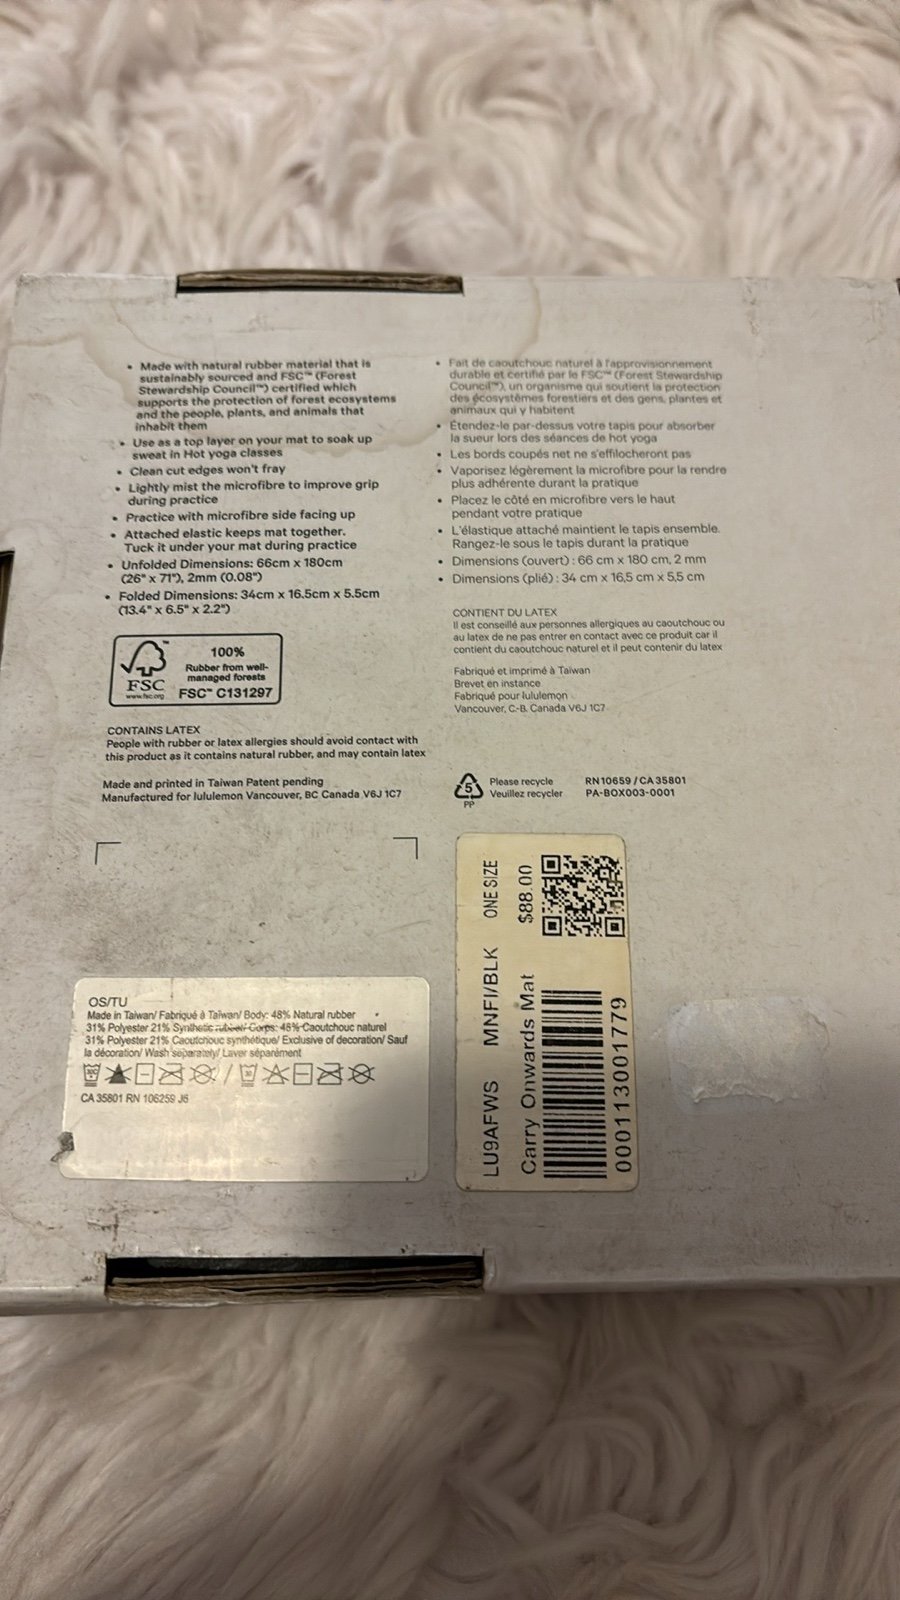 • Made with natural rubber material that is
sustainably sourced and FSC™ (Forest
Stewardship Council™) certified which
supports the protection of forest ecosystems
and the people, plants, and animals that
inhabit them
• Use as a top layer on your mat to soak up
sweat in Hot yoga classes
• Clean cut edges won't fray
• Lightly mist the microfibre to improve grip
during practice
• Practice with microfibre side facing up
• Attached elastic keeps mat together.
Tuck it under your mat during practice
• Unfolded Dimensions: 66cm x 180cm
(26" x 71"), 2mm (0.08")
• Folded Dimensions: 34cm x 16.5cm x 5.5cm
(13.4" x 6.5" x 2.2")
FSC
www.fsc.org
100%
Rubber from well-
managed forests
FSC™ C131297
CONTAINS LATEX
People with rubber or latex allergies should avoid contact with
this product as it contains natural rubber, and may contain latex
Made and printed in Taiwan Patent pending
Manufactured for lululemon Vancouver, BC Canada V6J 1C7
• Fait de caoutchouc naturel à l'approvisionnement
durable et certifié par le FSC™ (Forest Stewardship
Council™), un organisme qui soutient la protection
des écosystèmes forestiers et des gens, plantes et
animaux qui y habitent
• Étendez-le par-dessus votre tapis pour absorber
la sueur lors des séances de hot yoga
• Les bords coupés net ne s'effilocheront pas
• Vaporisez légèrement la microfibre pour la rendre
plus adhérente durant la pratique
• Placez le côté en microfibre vers le haut
pendant votre pratique
• L'élastique attaché maintient le tapis ensemble.
Rangez-le sous le tapis durant la pratique
• Dimensions (ouvert) : 66 cm x 180 cm, 2 mm
• Dimensions (plié) : 34 cm x 16,5 cm x 5,5 cm
CONTIENT DU LATEX
Il est conseillé aux personnes allergiques au caoutchouc ou
au latex de ne pas entrer en contact avec ce produit car il
contient du caoutchouc naturel et il peut contenir du latex
Fabriqué et imprimé à Taïwan
Brevet en instance
Fabriqué pour lululemon
Vancouver, C.-B. Canada V6J 1C7
5
PP
Please recycle
Veuillez recycler
RN10659 / CA35801
PA-BOX003-0001
OS/TU
Made in Taiwan/ Fabriqué à Taïwan/ Body: 48% Natural rubber
31% Polyester 21% Synthetic rubber/ Corps: 48% Caoutchouc naturel
31% Polyester 21% Caoutchouc synthétique/ Exclusive of decoration/ Sauf
la décoration/ Wash separately/ Laver séparément
CA 35801 RN 106259 J6
LU9AFWS MNFI/BLK ONE SIZE
Carry Onwards Mat $88.00
0001130001779